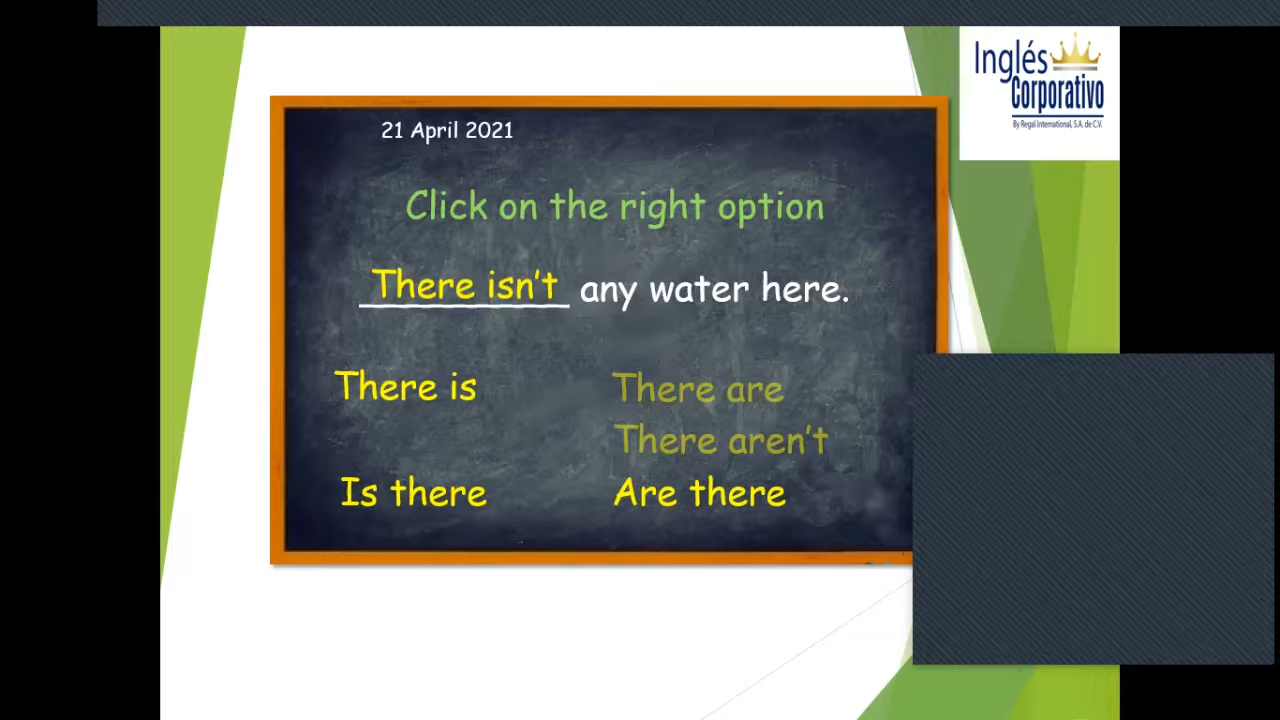 Inglés
Corporativo
By Regal International, S.A. de C.V.
21 April 2021
Click on the right option
There isn't any water here.
There is
There are
There aren't
Is there
Are there